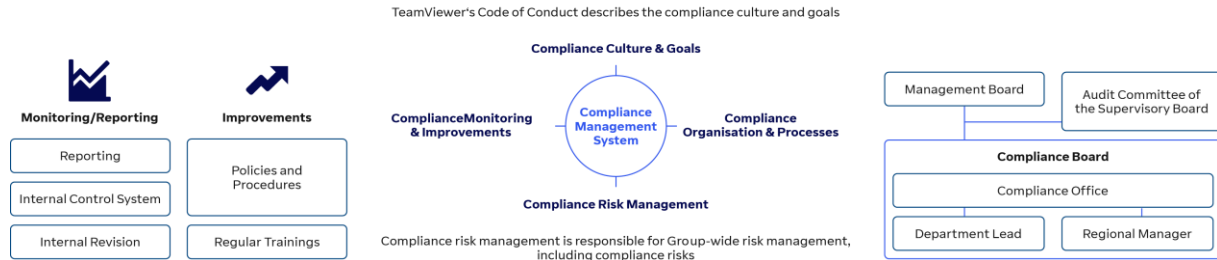 TeamViewer's Code of Conduct describes the compliance culture and goals
Monitoring/Reporting
Reporting
Internal Control System
Internal Revision
Improvements
Policies and
Procedures
Regular Trainings
Compliance Culture & Goals
ComplianceMonitoring
& Improvements
Compliance
Management
System
Compliance
Organisation & Processes
Compliance Risk Management
Compliance risk management is responsible for Group-wide risk management,
including compliance risks
Management Board
Audit Committee of
the Supervisory Board
Compliance Board
Compliance Office
Department Lead
Regional Manager